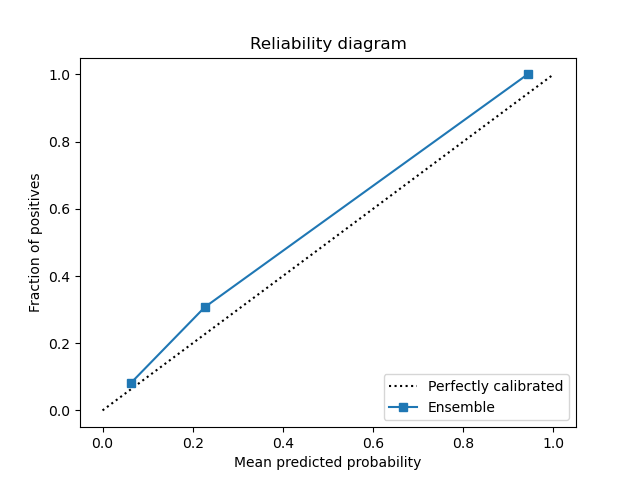 Reliability diagram
Fraction of positives
1.0
0.8
0.6
0.4
0.2
0.0
Perfectly calibrated
Ensemble
0.0 0.2 0.4 0.6 0.8 1.0
Mean predicted probability